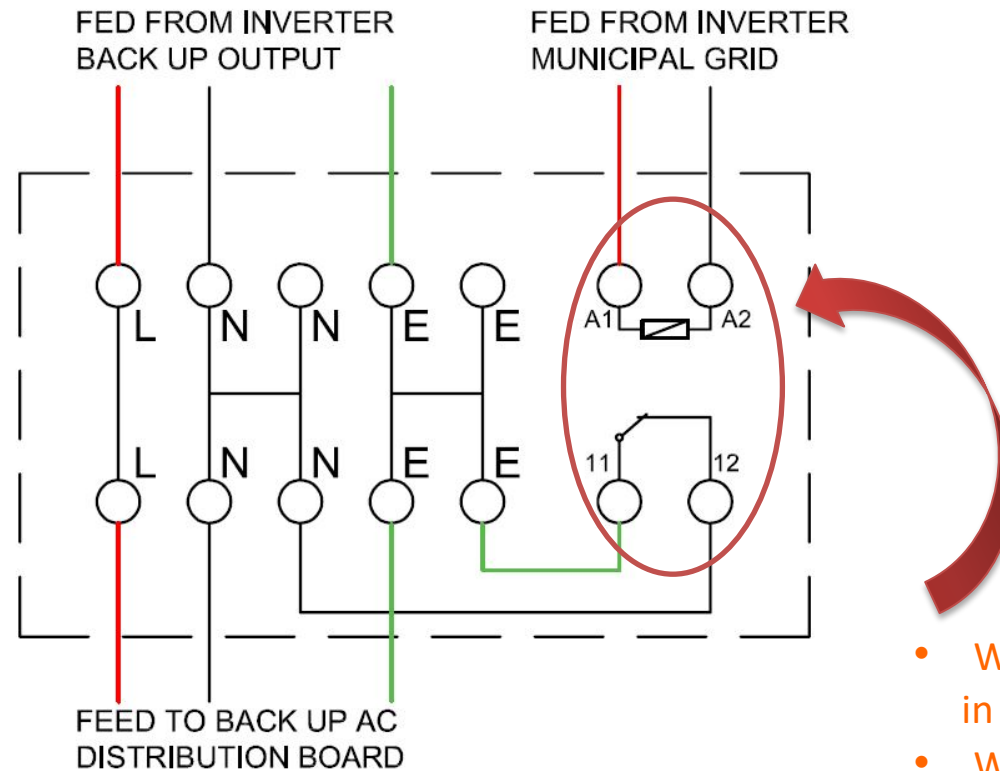 FED FROM INVERTER
BACK UP OUTPUT
FED FROM INVERTER
MUNICIPAL GRID
L
N
N
E
E
A1
A2
L
N
N
E
E
11
12
FEED TO BACK UP AC
DISTRIBUTION BOARD
• W
in
• W